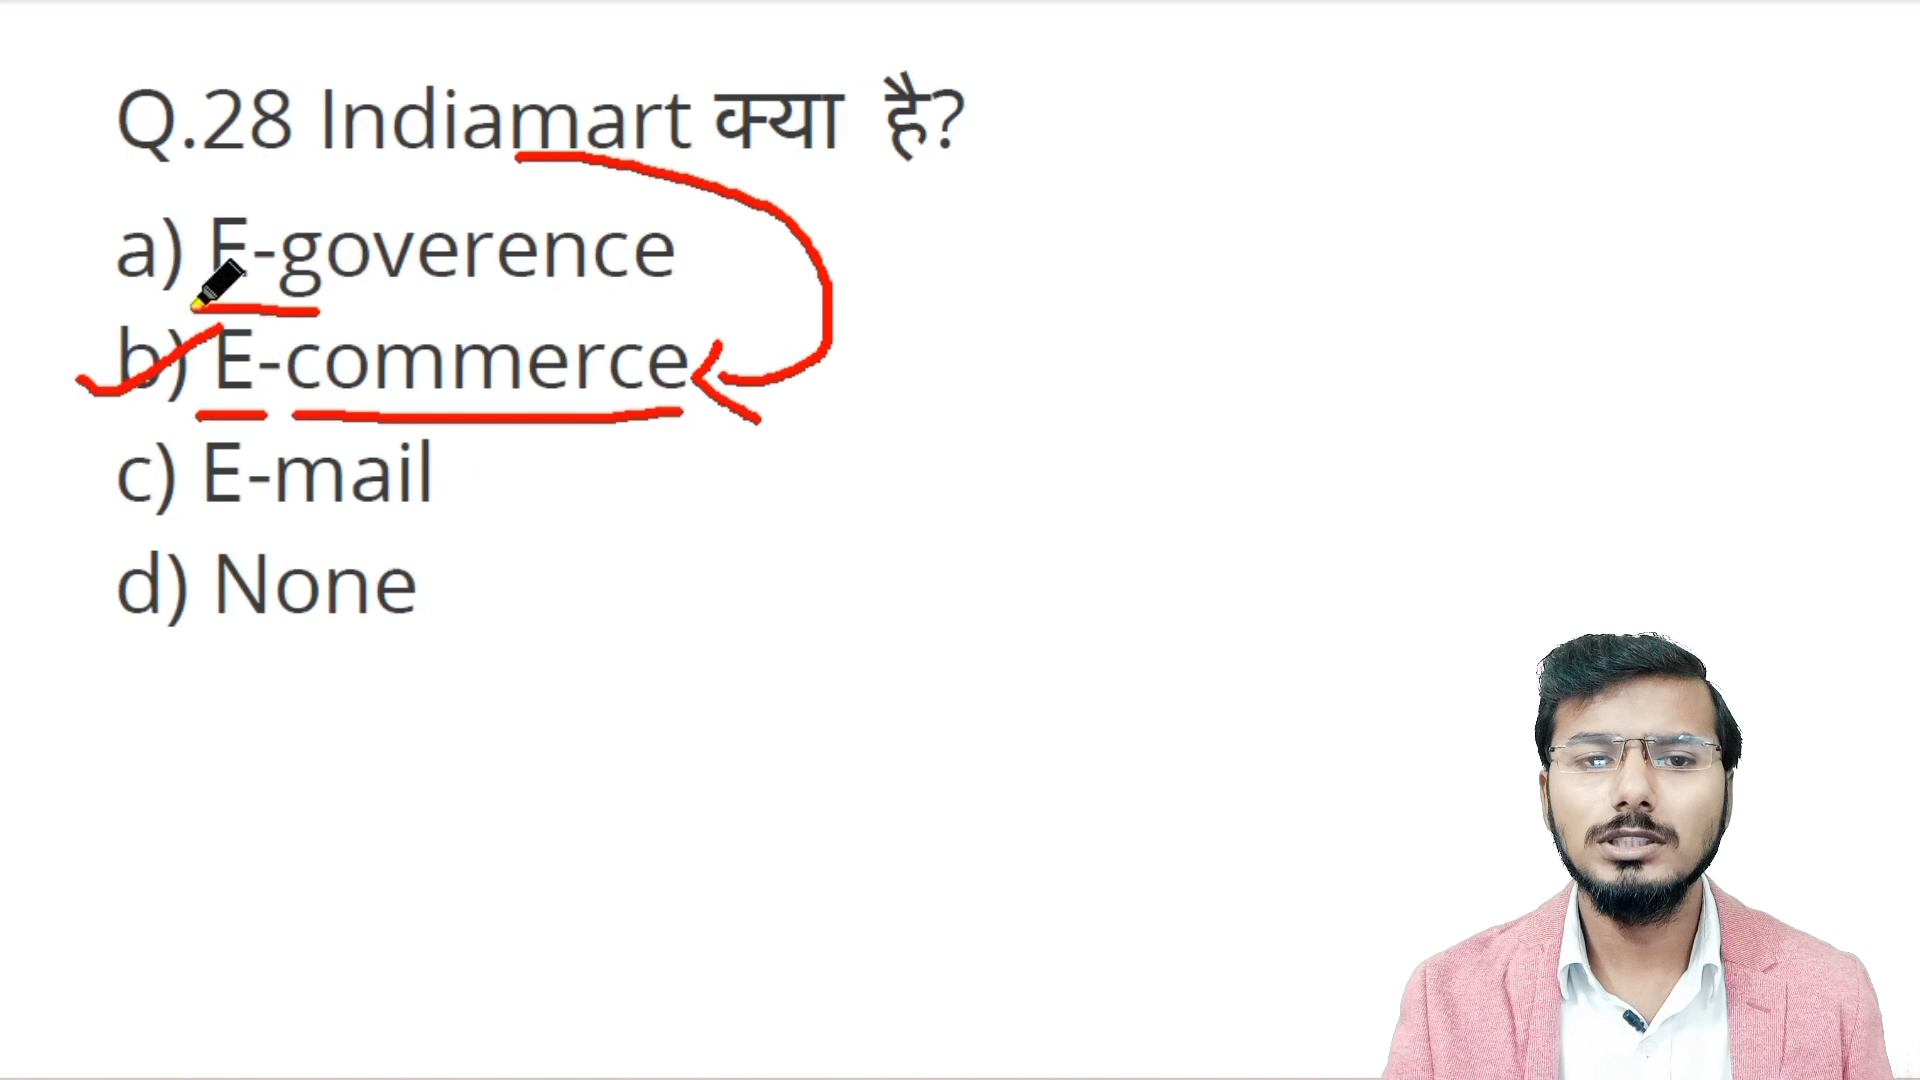 Q.28 Indiamart क्या है?
a) E-goverence
b) E-commerce
c) E-mail
d) None